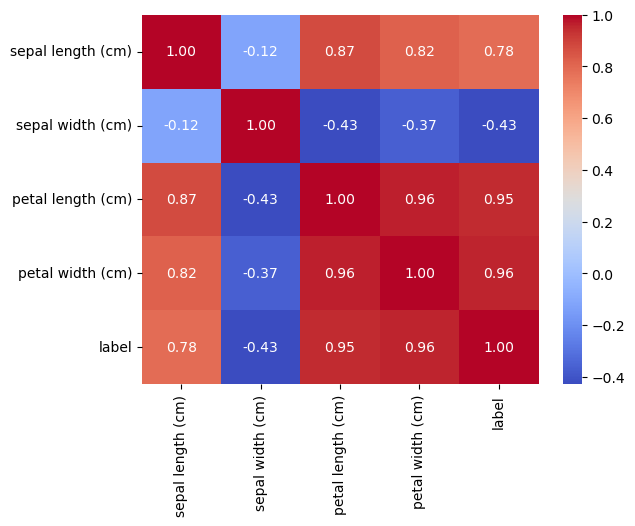 sepal length (cm) 1.00 -0.12 0.87 0.82 0.78
sepal width (cm) -0.12 1.00 -0.43 -0.37 -0.43
petal length (cm) 0.87 -0.43 1.00 0.96 0.95
petal width (cm) 0.82 -0.37 0.96 1.00 0.96
label 0.78 -0.43 0.95 0.96 1.00
sepal length (cm)
sepal width (cm)
petal length (cm)
petal width (cm)
label
1.0
0.8
0.6
0.4
0.2
0.0
−0.2
−0.4